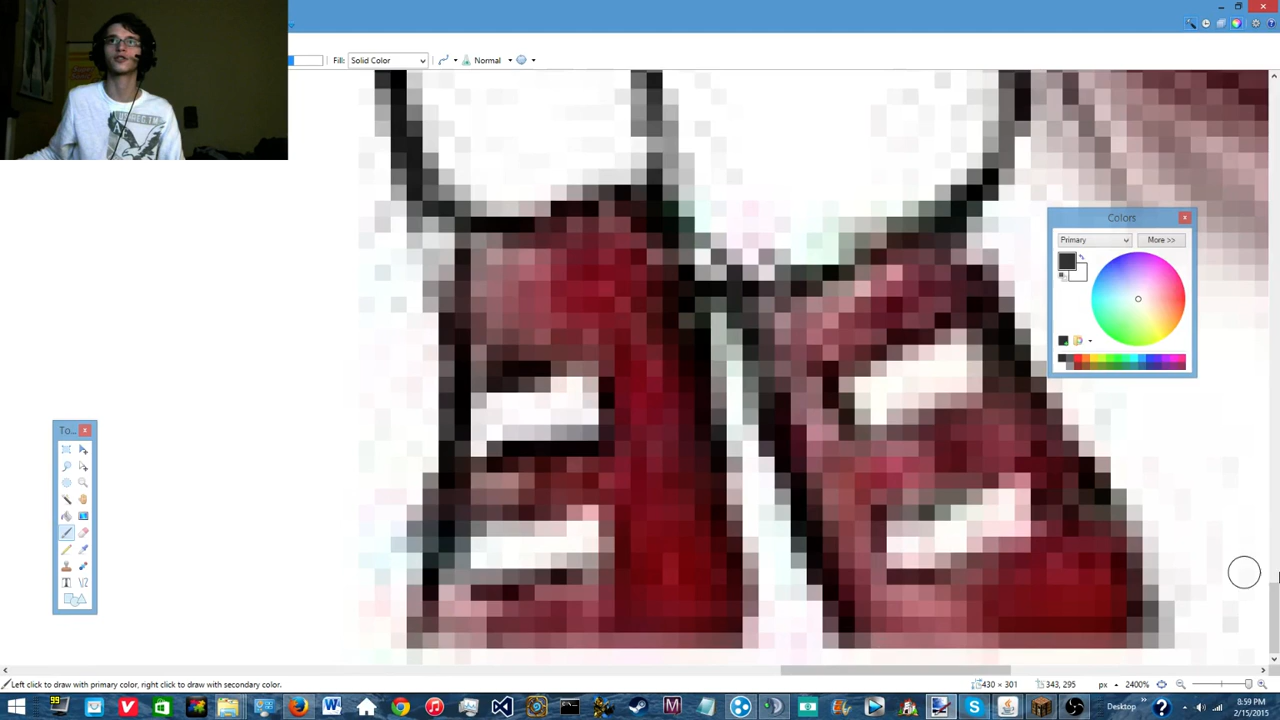 Fill:
Solid Color
Normal
Colors
Primary
More >>
To...
Left click to draw with primary color, right click to draw with secondary color.
430 × 301
343, 295
px
2400%
99
Desktop
8:59 PM
2/15/2015